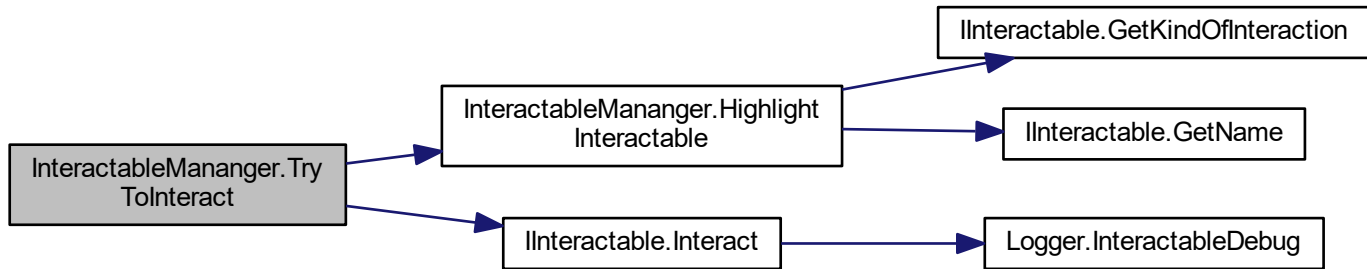 IInteractable.GetKindOfInteraction
InteractableMananger.Highlight
Interactable
IInteractable.GetName
InteractableMananger.Try
ToInteract
IInteractable.Interact
Logger.InteractableDebug